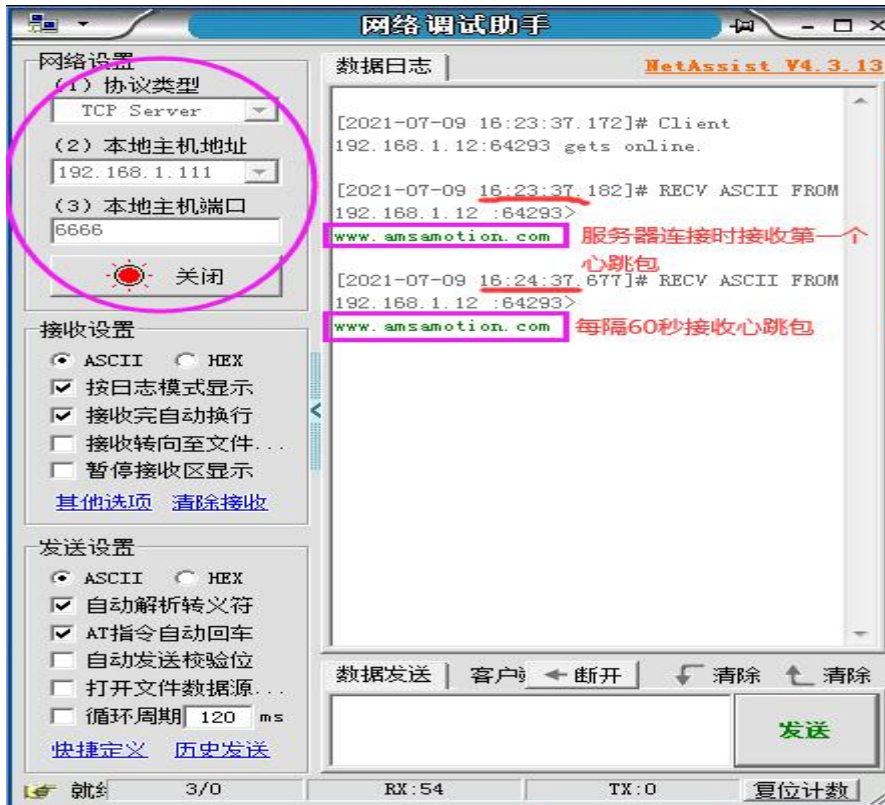 网络调试助手
网络设置
(1) 协议类型
TCP Server
(2) 本地主机地址
192.168.1.111
(3) 本地主机端口
6666
关闭
接收设置
ASCII HEX
按日志模式显示
接收完自动换行
接收转向至文件...
暂停接收区显示
其他选项 清除接收
发送设置
ASCII HEX
自动解析转义符
AT指令自动回车
自动发送校验位
打开文件数据源...
循环周期 120 ms
快捷定义 历史发送
数据日志 NetAssist V4.3.13
[2021-07-09 16:23:37.172]# Client
192.168.1.12:64293 gets online.
[2021-07-09 16:23:37.182]# RECV ASCII FROM
192.168.1.12 :64293>
www.amsamotion.com 服务器连接时接收第一个
心跳包
[2021-07-09 16:24:37.677]# RECV ASCII FROM
192.168.1.12 :64293>
www.amsamotion.com 每隔60秒接收心跳包
数据发送 客户 断开 清除 清除
发送
就 3/0 RX:54 TX:0 复位计数